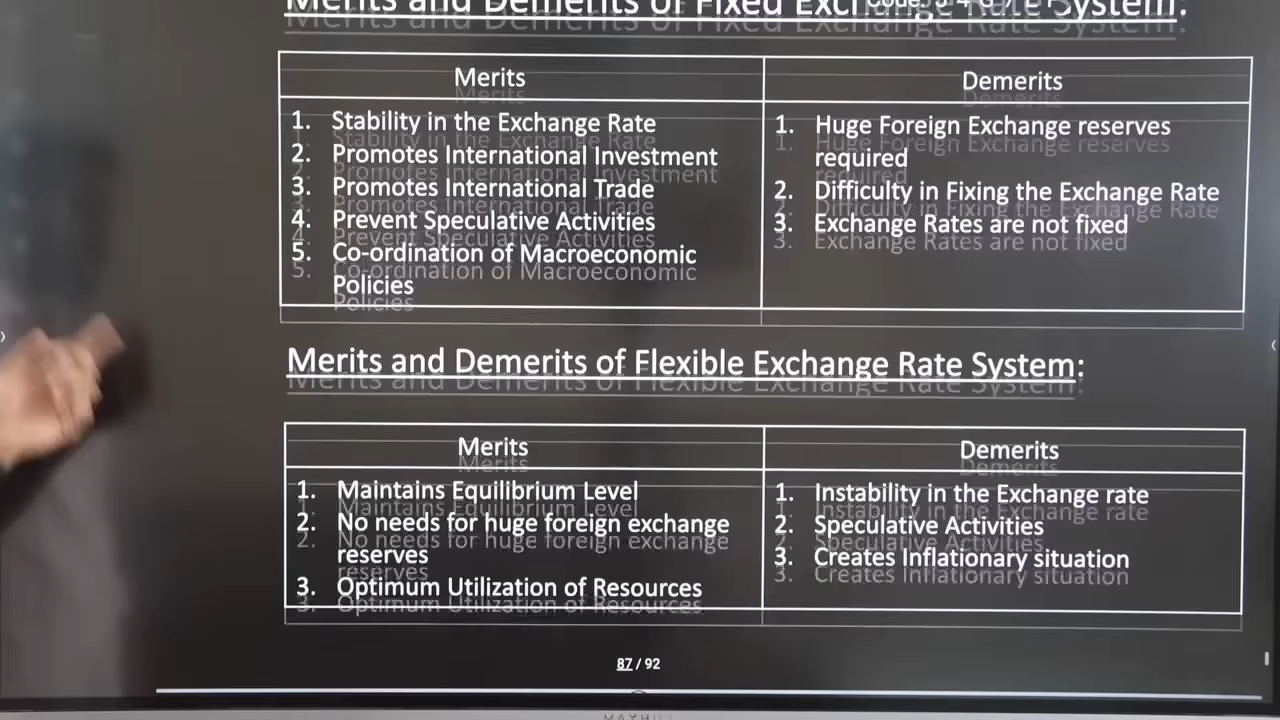 Merits and Demerits of Fixed Exchange Rate System:
Merits
Demerits
1. Stability in the Exchange Rate
2. Promotes International Investment
3. Promotes International Trade
4. Prevent Speculative Activities
5. Co-ordination of Macroeconomic
Policies
1. Huge Foreign Exchange reserves
required
2. Difficulty in Fixing the Exchange Rate
3. Exchange Rates are not fixed
Merits and Demerits of Flexible Exchange Rate System:
Merits
Demerits
1. Maintains Equilibrium Level
2. No needs for huge foreign exchange
reserves
3. Optimum Utilization of Resources
1. Instability in the Exchange rate
2. Speculative Activities
3. Creates Inflationary situation
87 / 92